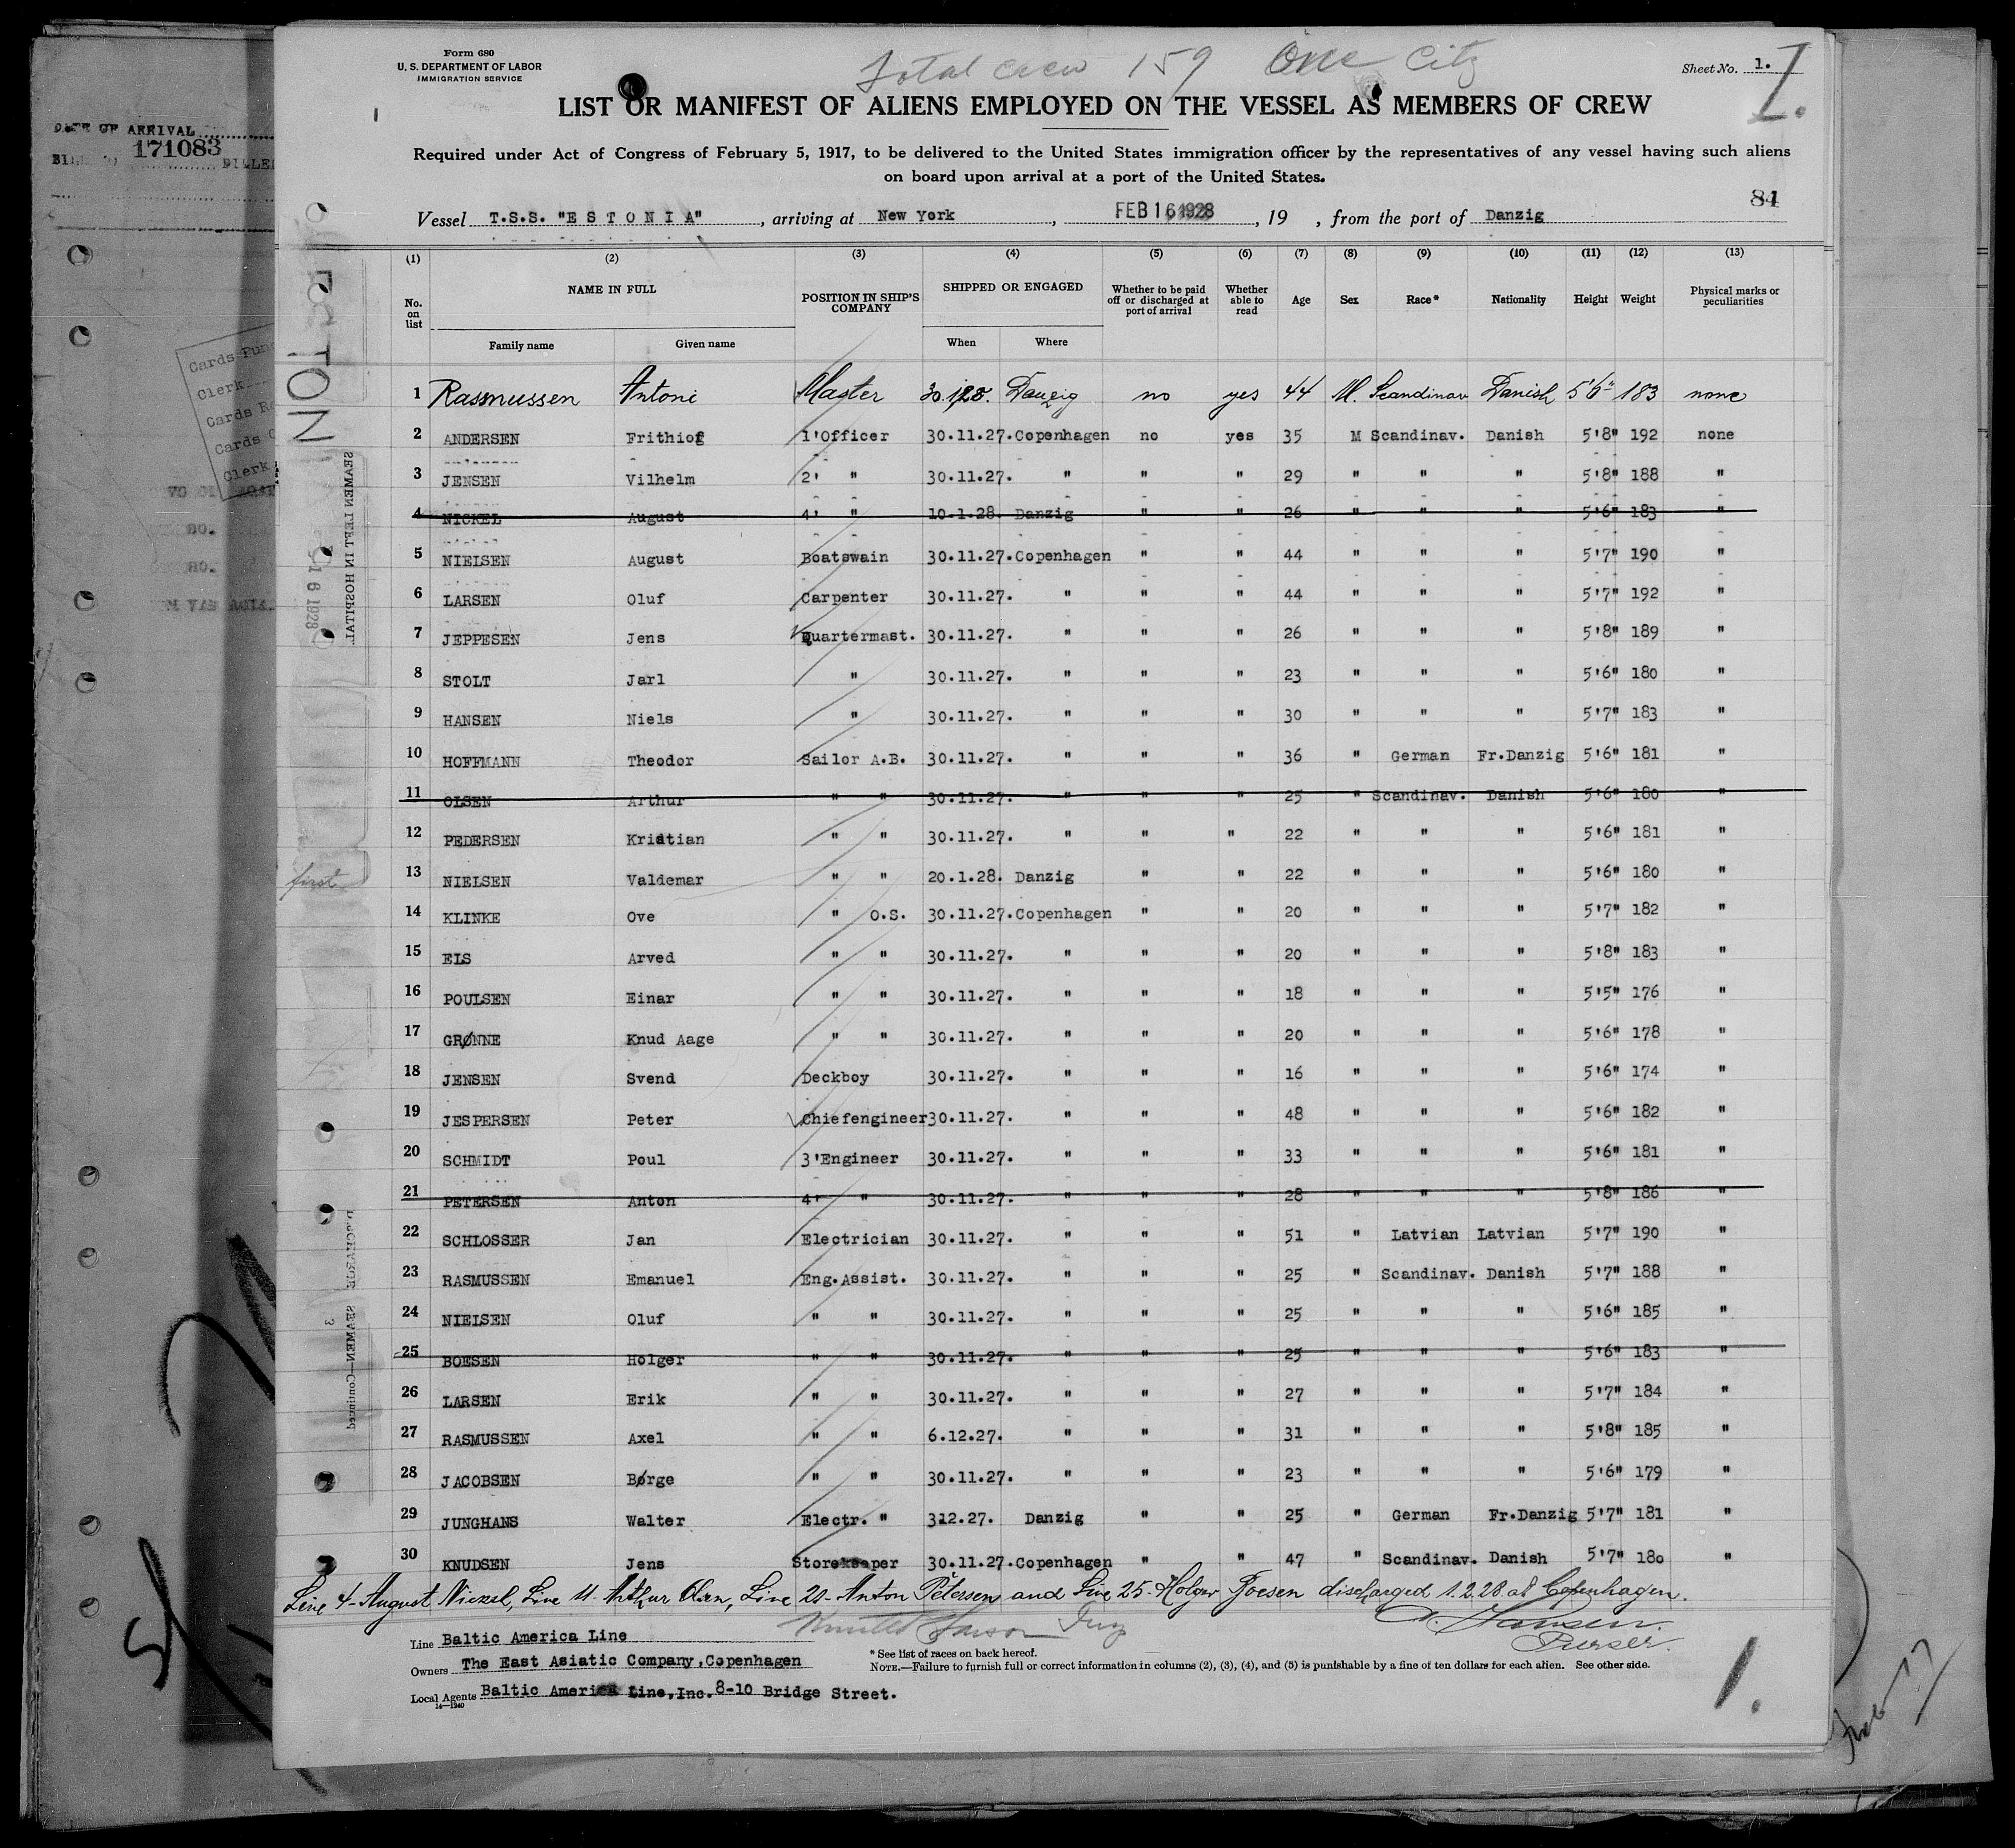 Form 680
U. S. DEPARTMENT OF LABOR
IMMIGRATION SERVICE
Total crew 159 One City
Sheet No. 1.
1.
LIST OR MANIFEST OF ALIENS EMPLOYED ON THE VESSEL AS MEMBERS OF CREW
Required under Act of Congress of February 5, 1917, to be delivered to the United States immigration officer by the representatives of any vessel having such aliens
on board upon arrival at a port of the United States.
84
Vessel T.S.S. "E S T O N I A", arriving at New York, FEB 16 1928, 19 , from the port of Danzig
DATE OF ARRIVAL
171083
(1) (2) (3) (4) (5) (6) (7) (8) (9) (10) (11) (12) (13)
No. on list NAME IN FULL POSITION IN SHIP'S COMPANY SHIPPED OR ENGAGED Whether to be paid off or discharged at port of arrival Whether able to read Age Sex Race* Nationality Height Weight Physical marks or peculiarities
Family name Given name When Where
1 Rasmussen Antoni Master 30.1.28. Danzig no yes 44 M. Scandinav Danish 5'6" 183 none
2 ANDERSEN Frithiof 1'Officer 30.11.27. Copenhagen no yes 35 M Scandinav. Danish 5'8" 192 none
3 JENSEN Vilhelm 2' " 30.11.27. " " " 29 " " " 5'8" 188 "
4 NICKEL August 4' " 10.1.28. Danzig " " 26 " " " 5'6" 183 "
5 NIELSEN August Boatswain 30.11.27. Copenhagen " " 44 " " " 5'7" 190 "
6 LARSEN Oluf Carpenter 30.11.27. " " " 44 " " " 5'7" 192 "
7 JEPPESEN Jens Quartermast. 30.11.27. " " " 26 " " " 5'8" 189 "
8 STOLT Jarl " 30.11.27. " " " 23 " " " 5'6" 180 "
9 HANSEN Niels " 30.11.27. " " " 30 " " " 5'7" 183 "
10 HOFFMANN Theodor Sailor A.B. 30.11.27. " " " 36 " German Fr.Danzig 5'6" 181 "
11 OLSEN Arthur " " 30.11.27. " " " 25 " Scandinav. Danish 5'6" 180 "
12 PEDERSEN Kristian " " 30.11.27. " " " 22 " " " 5'6" 181 "
first
13 NIELSEN Valdemar " " 20.1.28. Danzig " " 22 " " " 5'6" 180 "
14 KLINKE Ove " O.S. 30.11.27. Copenhagen " " 20 " " " 5'7" 182 "
15 EIS Arved " " 30.11.27. " " " 20 " " " 5'8" 183 "
16 POULSEN Einar " " 30.11.27. " " " 18 " " " 5'5" 176 "
17 GRØNNE Knud Aage " " 30.11.27. " " " 20 " " " 5'6" 178 "
18 JENSEN Svend Deckboy 30.11.27. " " " 16 " " " 5'6" 174 "
19 JESPERSEN Peter Chiefengineer 30.11.27. " " " 48 " " " 5'6" 182 "
20 SCHMIDT Poul 3'Engineer 30.11.27. " " " 33 " " " 5'6" 181 "
21 PETERSEN Anton 4' " 30.11.27. " " " 28 " " " 5'8" 186 "
22 SCHLOSSER Jan Electrician 30.11.27. " " " 51 " Latvian Latvian 5'7" 190 "
23 RASMUSSEN Emanuel Eng.Assist. 30.11.27. " " " 25 " Scandinav. Danish 5'7" 188 "
24 NIELSEN Oluf " " 30.11.27. " " " 25 " " " 5'6" 185 "
25 BOESEN Holger " " 30.11.27. " " " 25 " " " 5'6" 183 "
26 LARSEN Erik " " 30.11.27. " " " 27 " " " 5'7" 184 "
27 RASMUSSEN Axel " " 6.12.27. " " " 31 " " " 5'8" 185 "
28 JACOBSEN Børge " " 30.11.27. " " " 23 " " " 5'6" 179 "
29 JUNGHANS Walter Electr. " 312.27. Danzig " " 25 " German Fr.Danzig 5'7" 181 "
30 KNUDSEN Jens Storekeeper 30.11.27. Copenhagen " " 47 " Scandinav. Danish 5'7" 180 "
Line 4- August Nickel, Line 11- Arthur Olsen, Line 21- Anton Petersen and Line 25- Holger Boesen discharged 1.2.28 at Copenhagen.
Hansen.
Purser.
Line Baltic America Line
Owners The East Asiatic Company, Copenhagen
Local Agents Baltic America Line, Inc. 8-10 Bridge Street.
14—1240
* See list of races on back hereof.
NOTE.—Failure to furnish full or correct information in columns (2), (3), (4), and (5) is punishable by a fine of ten dollars for each alien. See other side.
1.